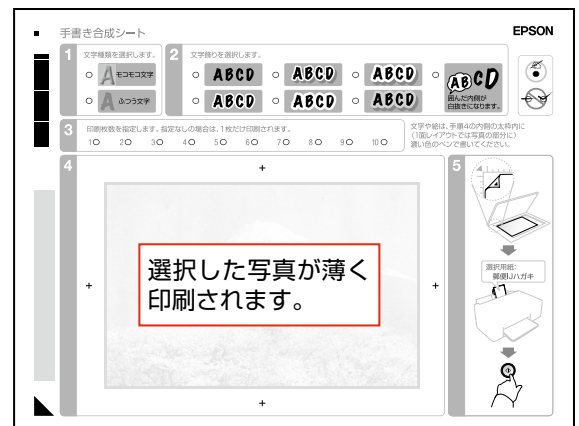 手書き合成シート
EPSON
1 文字種類を選択します。
モコモコ文字
ふつう文字
2 文字飾りを選択します。
ABCD ABCD ABCD ABCD
ABCD ABCD ABCD
囲んだ内側が
白抜きになります。
3 印刷枚数を指定します。指定なしの場合は、1枚だけ印刷されます。
1 2 3 4 5 6 7 8 9 10
文字や絵は、手順4の内側の太枠内に
(1面レイアウトでは写真の部分に)
濃い色のペンで書いてください。
4
選択した写真が薄く
印刷されます。
5
選択用紙:
郵便IJハガキ